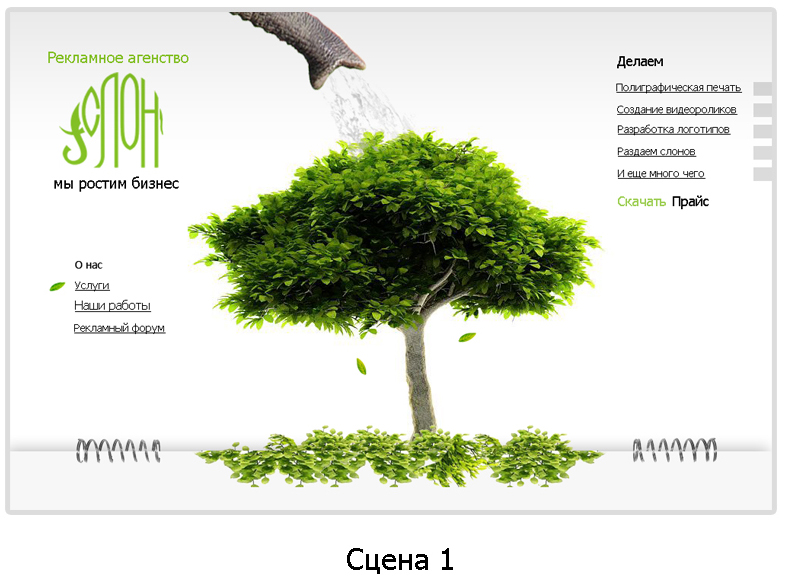 Рекламное агенство
СЛОН
мы ростим бизнес
О нас
Услуги
Наши работы
Рекламный форум
Делаем
Полиграфическая печать
Создание видеороликов
Разработка логотипов
Раздаем слонов
И еще много чего
Скачать Прайс
Сцена 1